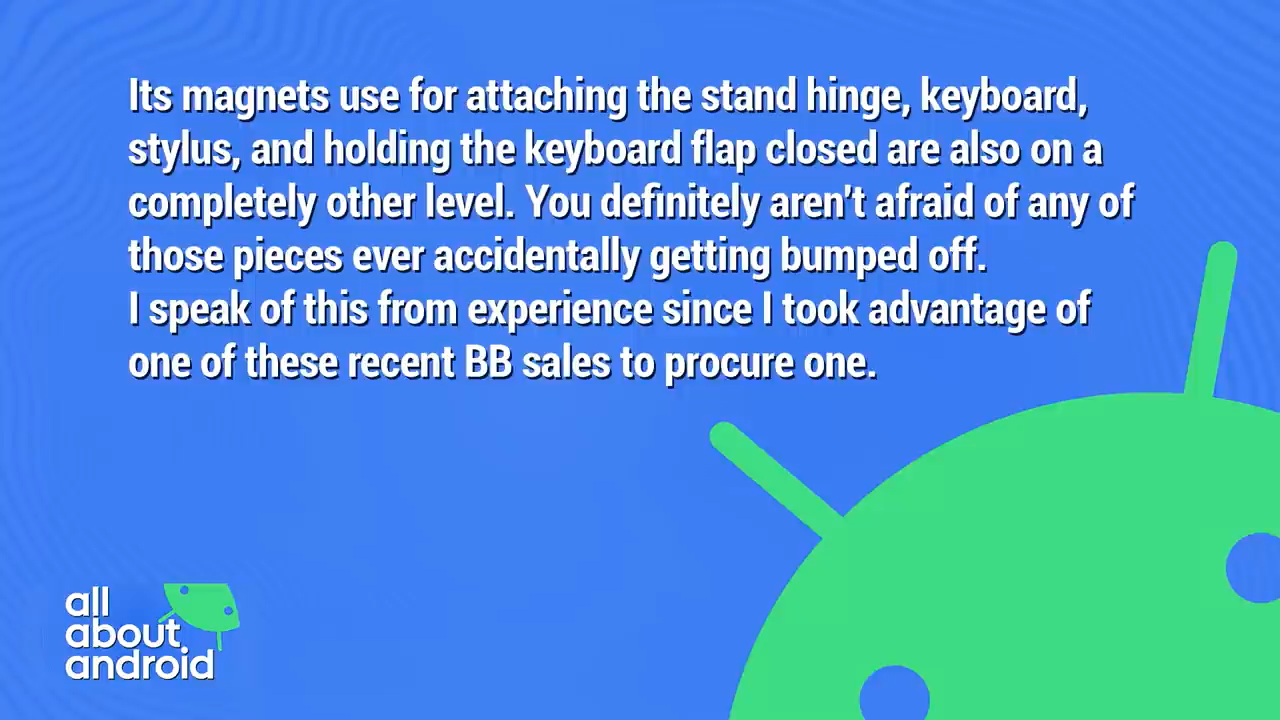 Its magnets use for attaching the stand hinge, keyboard,
stylus, and holding the keyboard flap closed are also on a
completely other level. You definitely aren't afraid of any of
those pieces ever accidentally getting bumped off.
I speak of this from experience since I took advantage of
one of these recent BB sales to procure one.
all
about
android